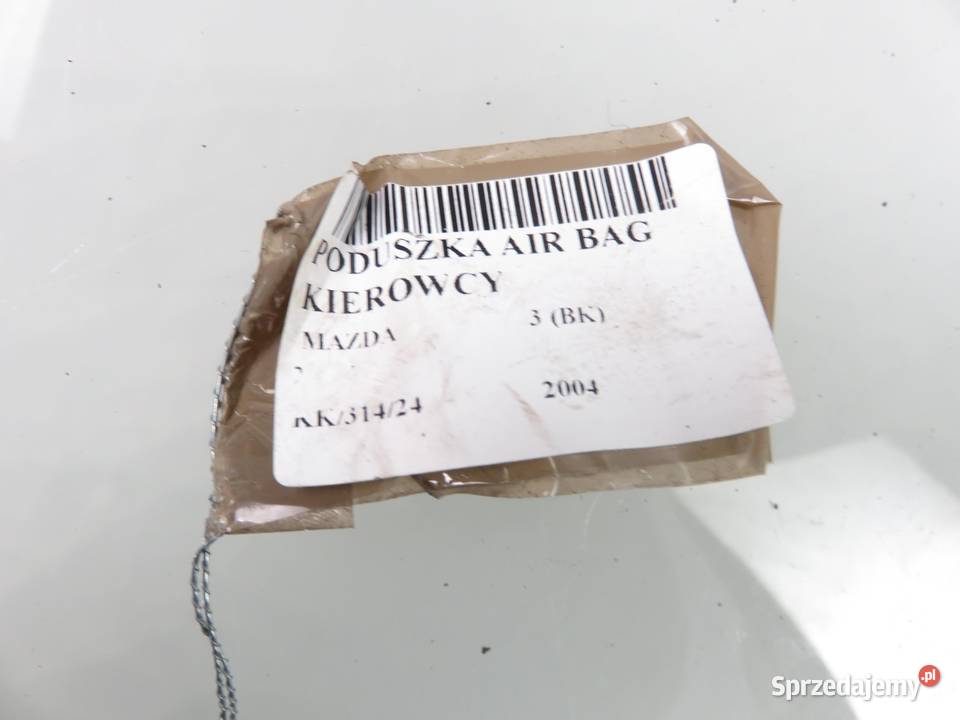 PODUSZKA AIR BAG
KIEROWCY
MAZDA 3 (BK)
KK/314/24 2004
Sprzedajemy.pl